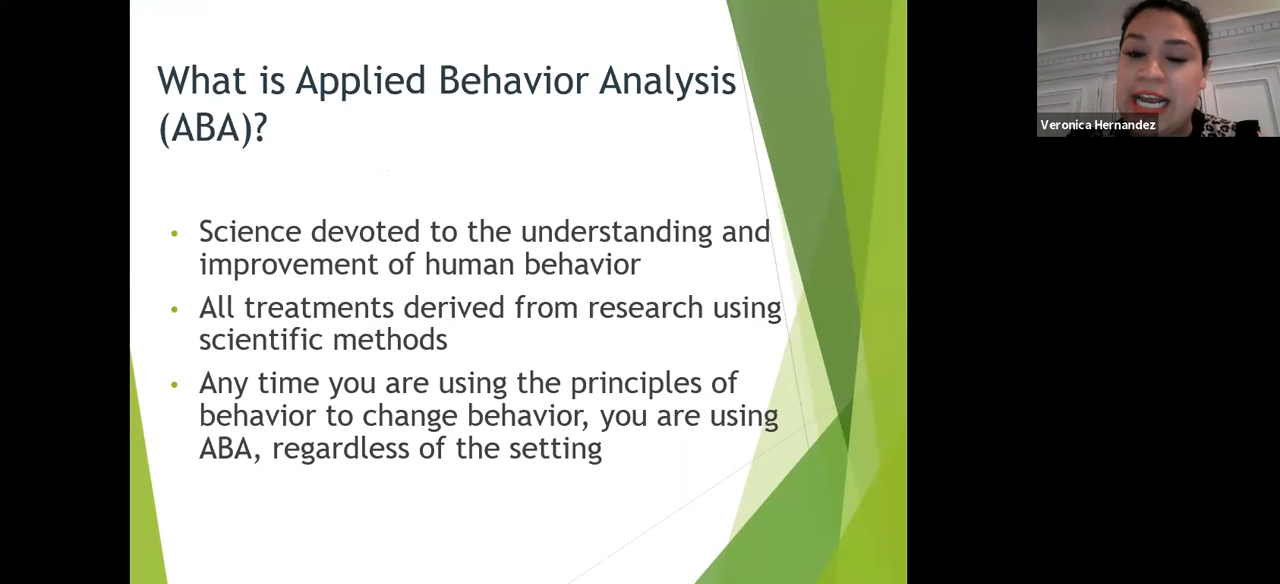 What is Applied Behavior Analysis
(ABA)?
• Science devoted to the understanding and
improvement of human behavior
• All treatments derived from research using
scientific methods
• Any time you are using the principles of
behavior to change behavior, you are using
ABA, regardless of the setting
Veronica Hernandez